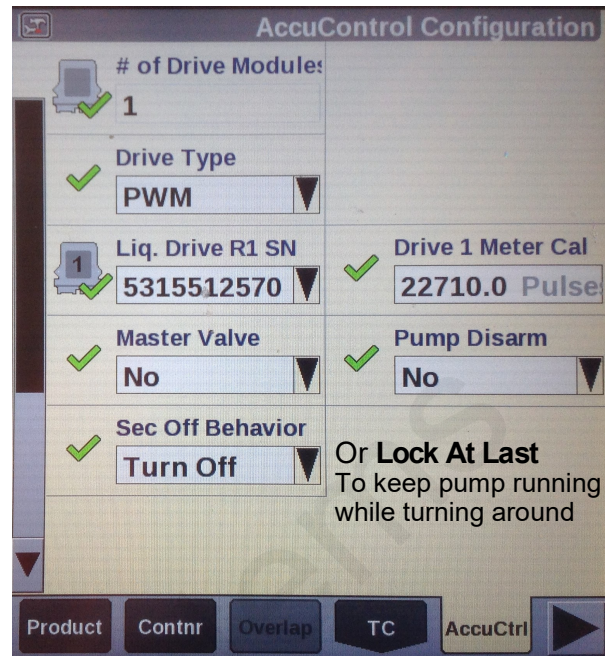 AccuControl Configuration
# of Drive Modules
1
Drive Type
PWM
1
Liq. Drive R1 SN
5315512570
Drive 1 Meter Cal
22710.0 Pulse
Master Valve
No
Pump Disarm
No
Sec Off Behavior
Turn Off
Or Lock At Last
To keep pump running
while turning around
Product Contnr Overlap TC AccuCtrl